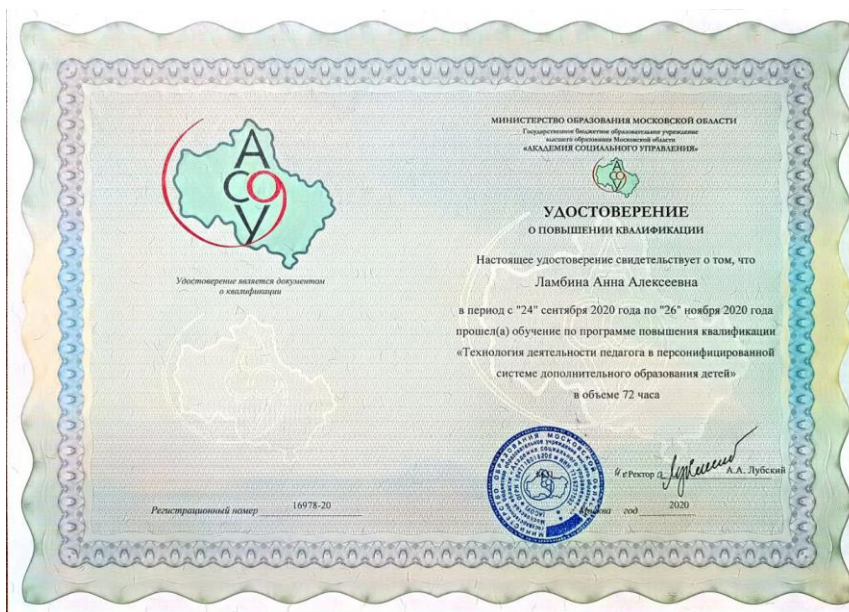 АСОУ
Удостоверение является документом
о квалификации
Регистрационный номер 16978-20
МИНИСТЕРСТВО ОБРАЗОВАНИЯ МОСКОВСКОЙ ОБЛАСТИ
Государственное бюджетное образовательное учреждение
высшего образования Московской области
«АКАДЕМИЯ СОЦИАЛЬНОГО УПРАВЛЕНИЯ»
УДОСТОВЕРЕНИЕ
О ПОВЫШЕНИИ КВАЛИФИКАЦИИ
Настоящее удостоверение свидетельствует о том, что
Ламбина Анна Алексеевна
в период с "24" сентября 2020 года по "26" ноября 2020 года
прошел(а) обучение по программе повышения квалификации
«Технология деятельности педагога в персонифицированной
системе дополнительного образования детей»
в объеме 72 часа
Ректор
А.А. Лубский
год 2020